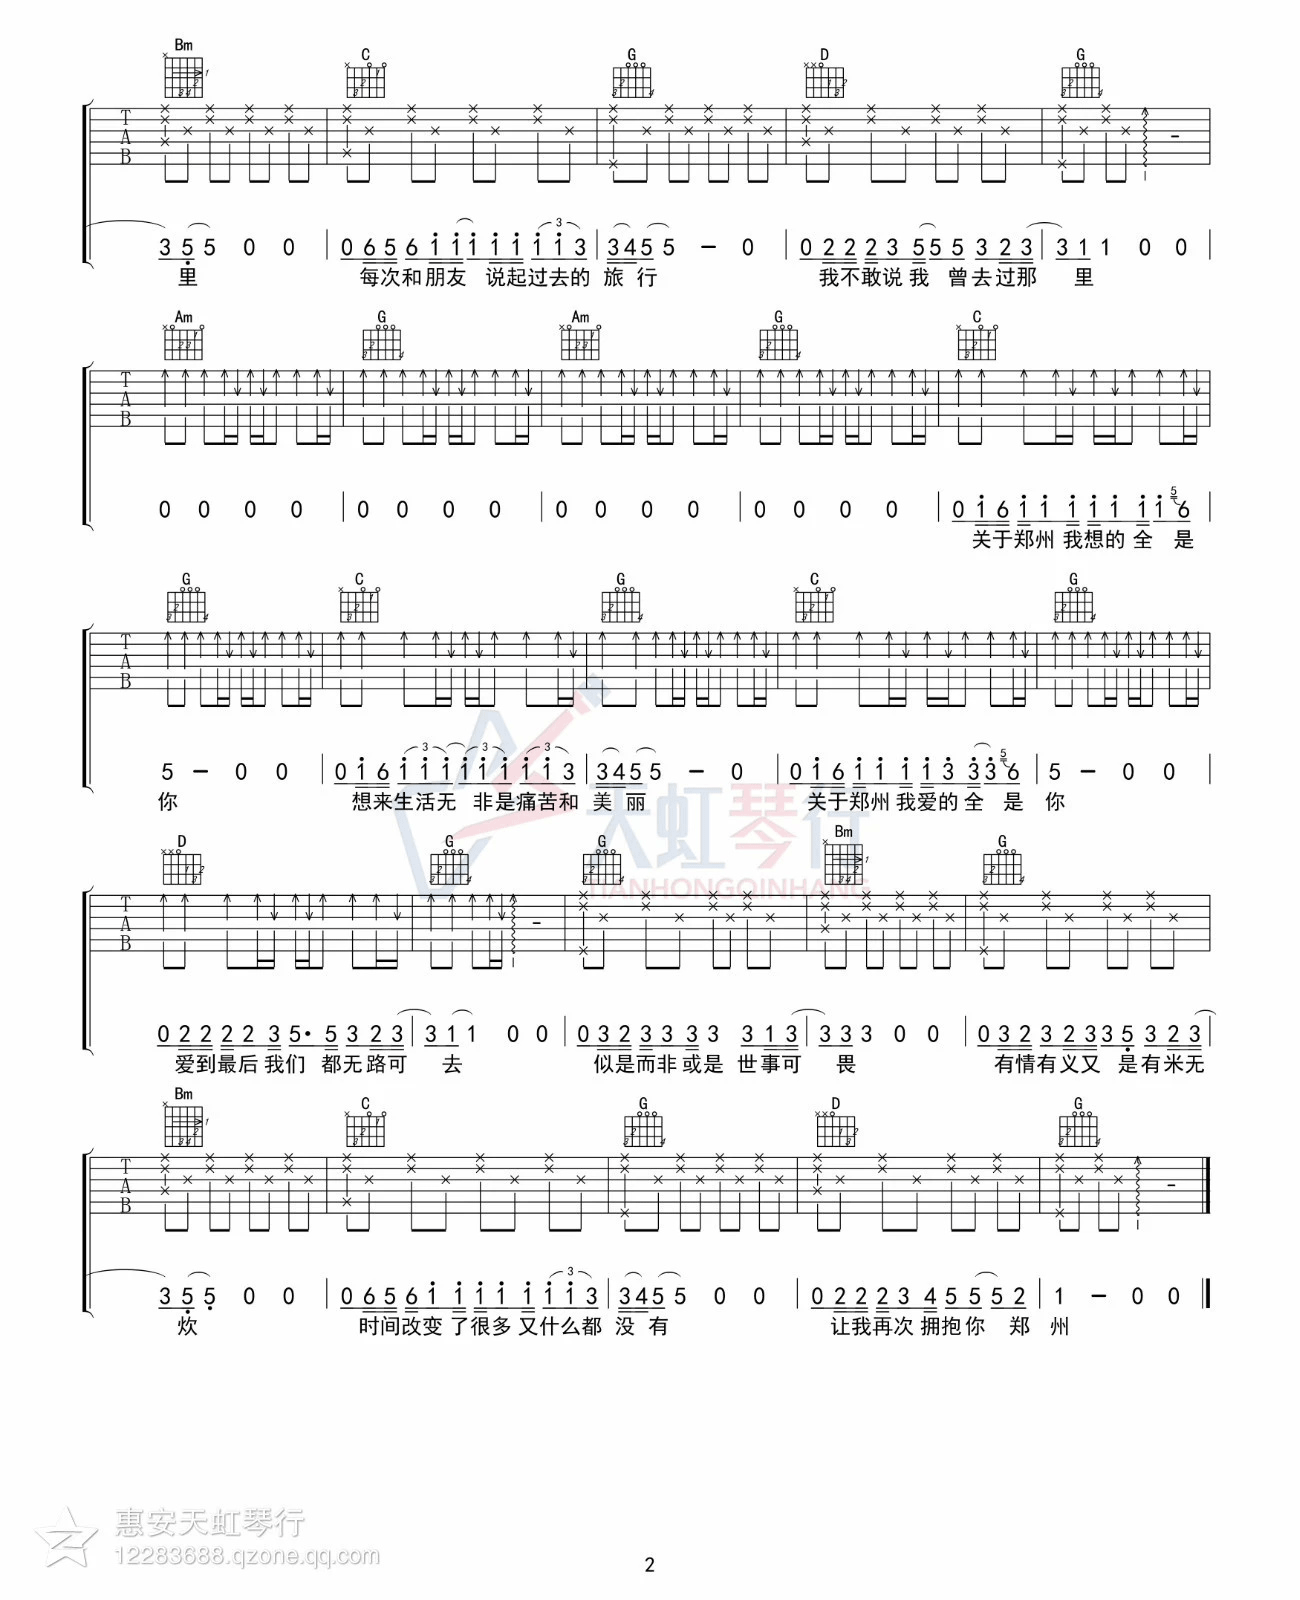 Bm C G D G
T A B
3 5 5 0 0 0 6 5 6 1 1 1 1 1 1 1 3 3 4 5 5 — 0 0 2 2 2 3 5 5 5 3 2 3 3 1 1 0 0
里 每次和朋友 说起过去的 旅 行 我不敢说我 曾去过那 里
Am G Am G C
T A B
0 0 0 0 0 0 0 0 0 0 0 0 0 0 0 0 0 1 6 1 1 1 1 1 1 1 5 6
关于郑州 我想的 全 是
G C G C G
T A B
5 — 0 0 0 1 6 1 1 1 1 1 1 1 1 3 3 4 5 5 — 0 0 1 6 1 1 1 1 3 3 3 5 6 5 — 0 0
你 想来生活无 非是痛苦和 美 丽 关于郑州 我爱的 全 是 你
天虹琴行
TIANHONGQINHANG
D G G Bm G
T A B
0 2 2 2 2 3 5· 5 3 2 3 3 1 1 0 0 0 3 2 3 3 3 3 3 1 3 3 3 3 0 0 0 3 2 3 2 3 3 5 3 2 3
爱到最后我们 都无路可 去 似是而非或是 世事可 畏 有情有义又 是有米无
Bm C G D G
T A B
3 5 5 0 0 0 6 5 6 1 1 1 1 1 1 1 3 3 4 5 5 0 0 0 2 2 2 3 4 5 5 5 2 1 — 0 0
炊 时间改变了很多又什么都 没 有 让我再次 拥抱你 郑 州
惠安天虹琴行
12283688.qzone.qq.com
2